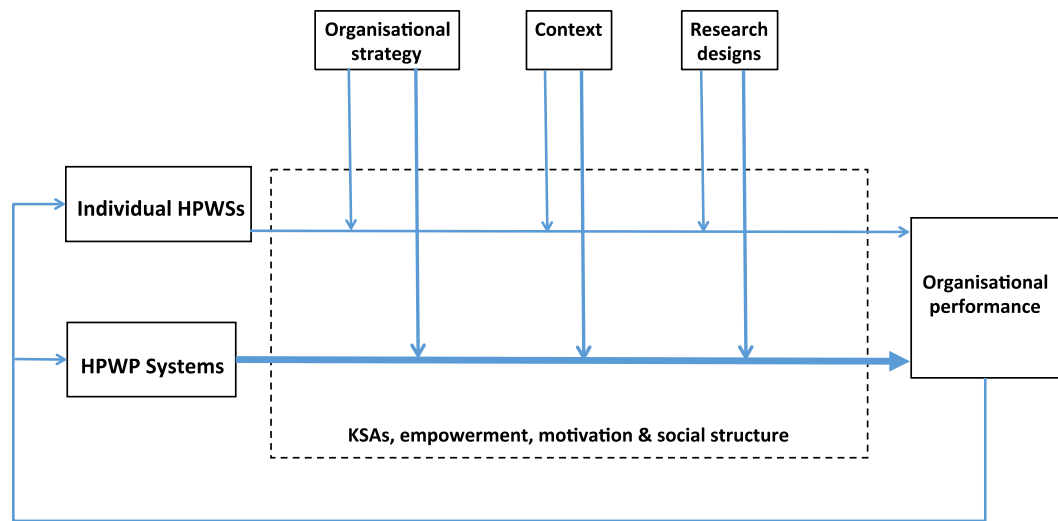 Organisational
strategy
Context
Research
designs
Individual HPWSs
Organisational
performance
HPWP Systems
KSAs, empowerment, motivation & social structure